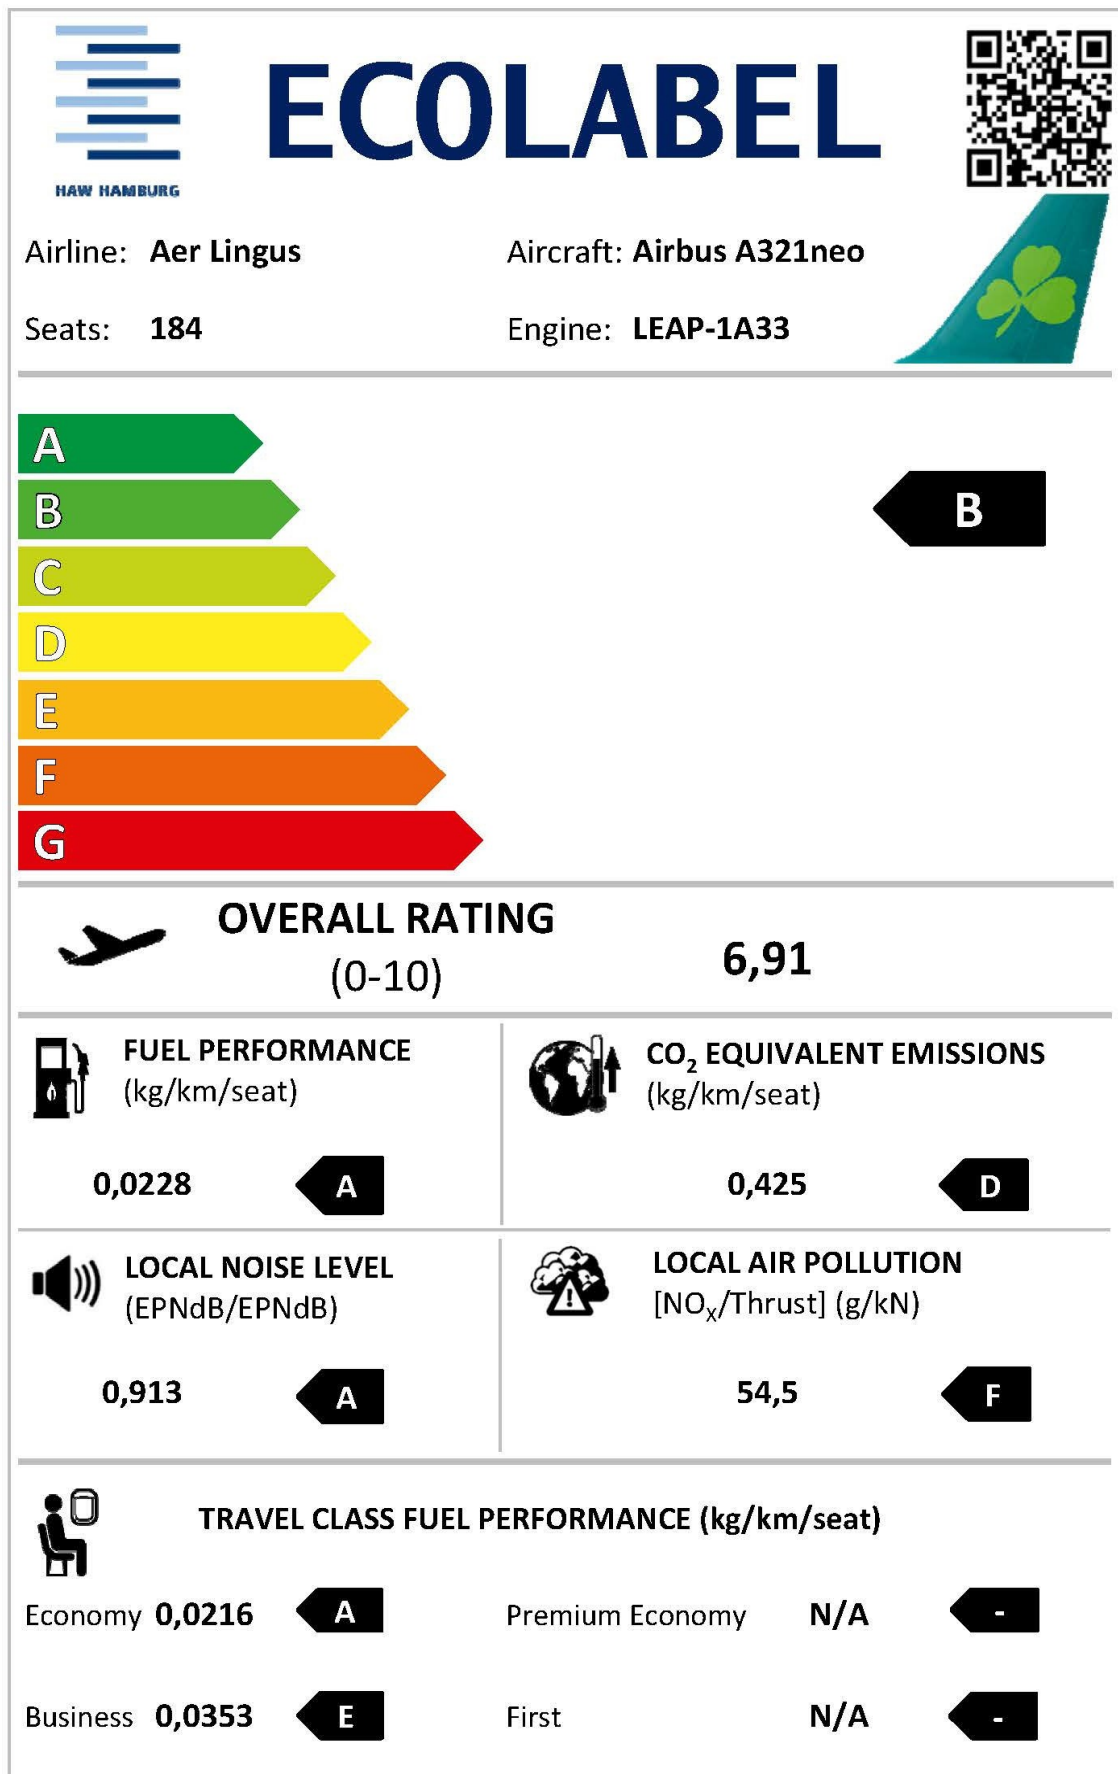 HAW HAMBURG
ECOLABEL
Airline: Aer Lingus Aircraft: Airbus A321neo
Seats: 184 Engine: LEAP-1A33
A
B B
C
D
E
F
G
OVERALL RATING
(0-10) 6,91
FUEL PERFORMANCE
(kg/km/seat)
0,0228 A
CO₂ EQUIVALENT EMISSIONS
(kg/km/seat)
0,425 D
LOCAL NOISE LEVEL
(EPNdB/EPNdB)
0,913 A
LOCAL AIR POLLUTION
[NOₓ/Thrust] (g/kN)
54,5 F
TRAVEL CLASS FUEL PERFORMANCE (kg/km/seat)
Economy 0,0216 A Premium Economy N/A -
Business 0,0353 E First N/A -